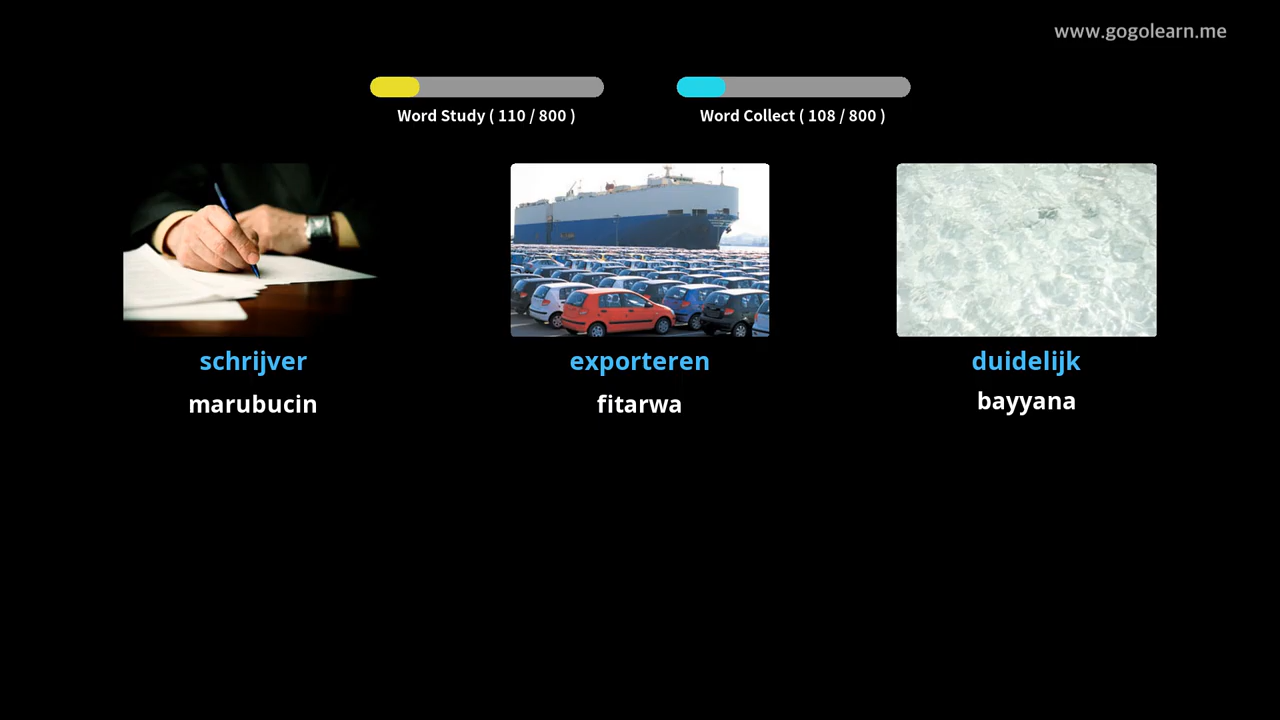 www.gogolearn.me
Word Study ( 110 / 800 )
Word Collect ( 108 / 800 )
schrijver
marubucin
exporteren
fitarwa
duidelijk
bayyana